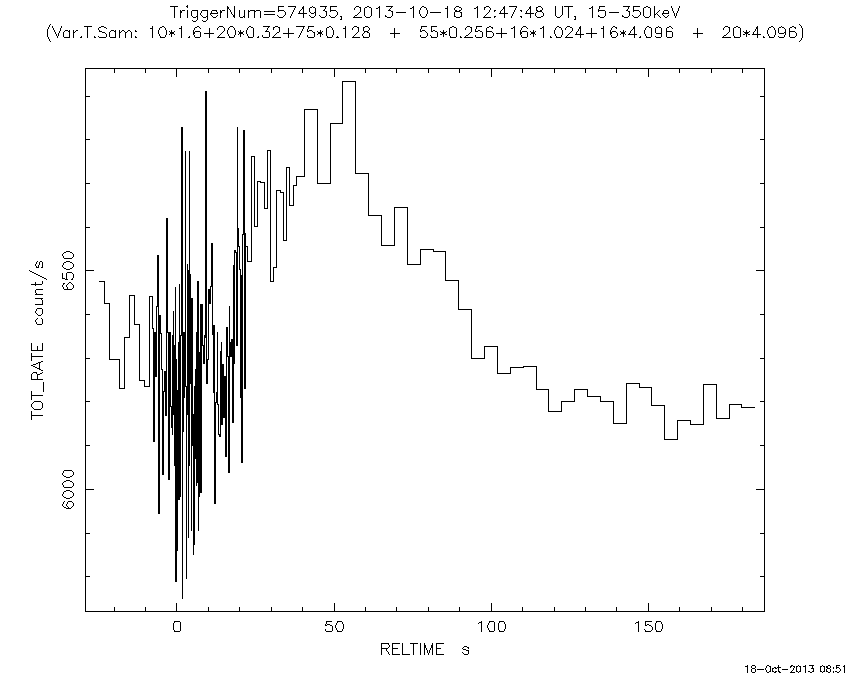 TriggerNum=574935, 2013-10-18 12:47:48 UT, 15-350keV
(Var.T.Sam: 10*1.6+20*0.32+75*0.128 + 55*0.256+16*1.024+16*4.096 + 20*4.096)
TOT_RATE count/s
6500
6000
0 50 100 150
RELTIME s
18-Oct-2013 08:51